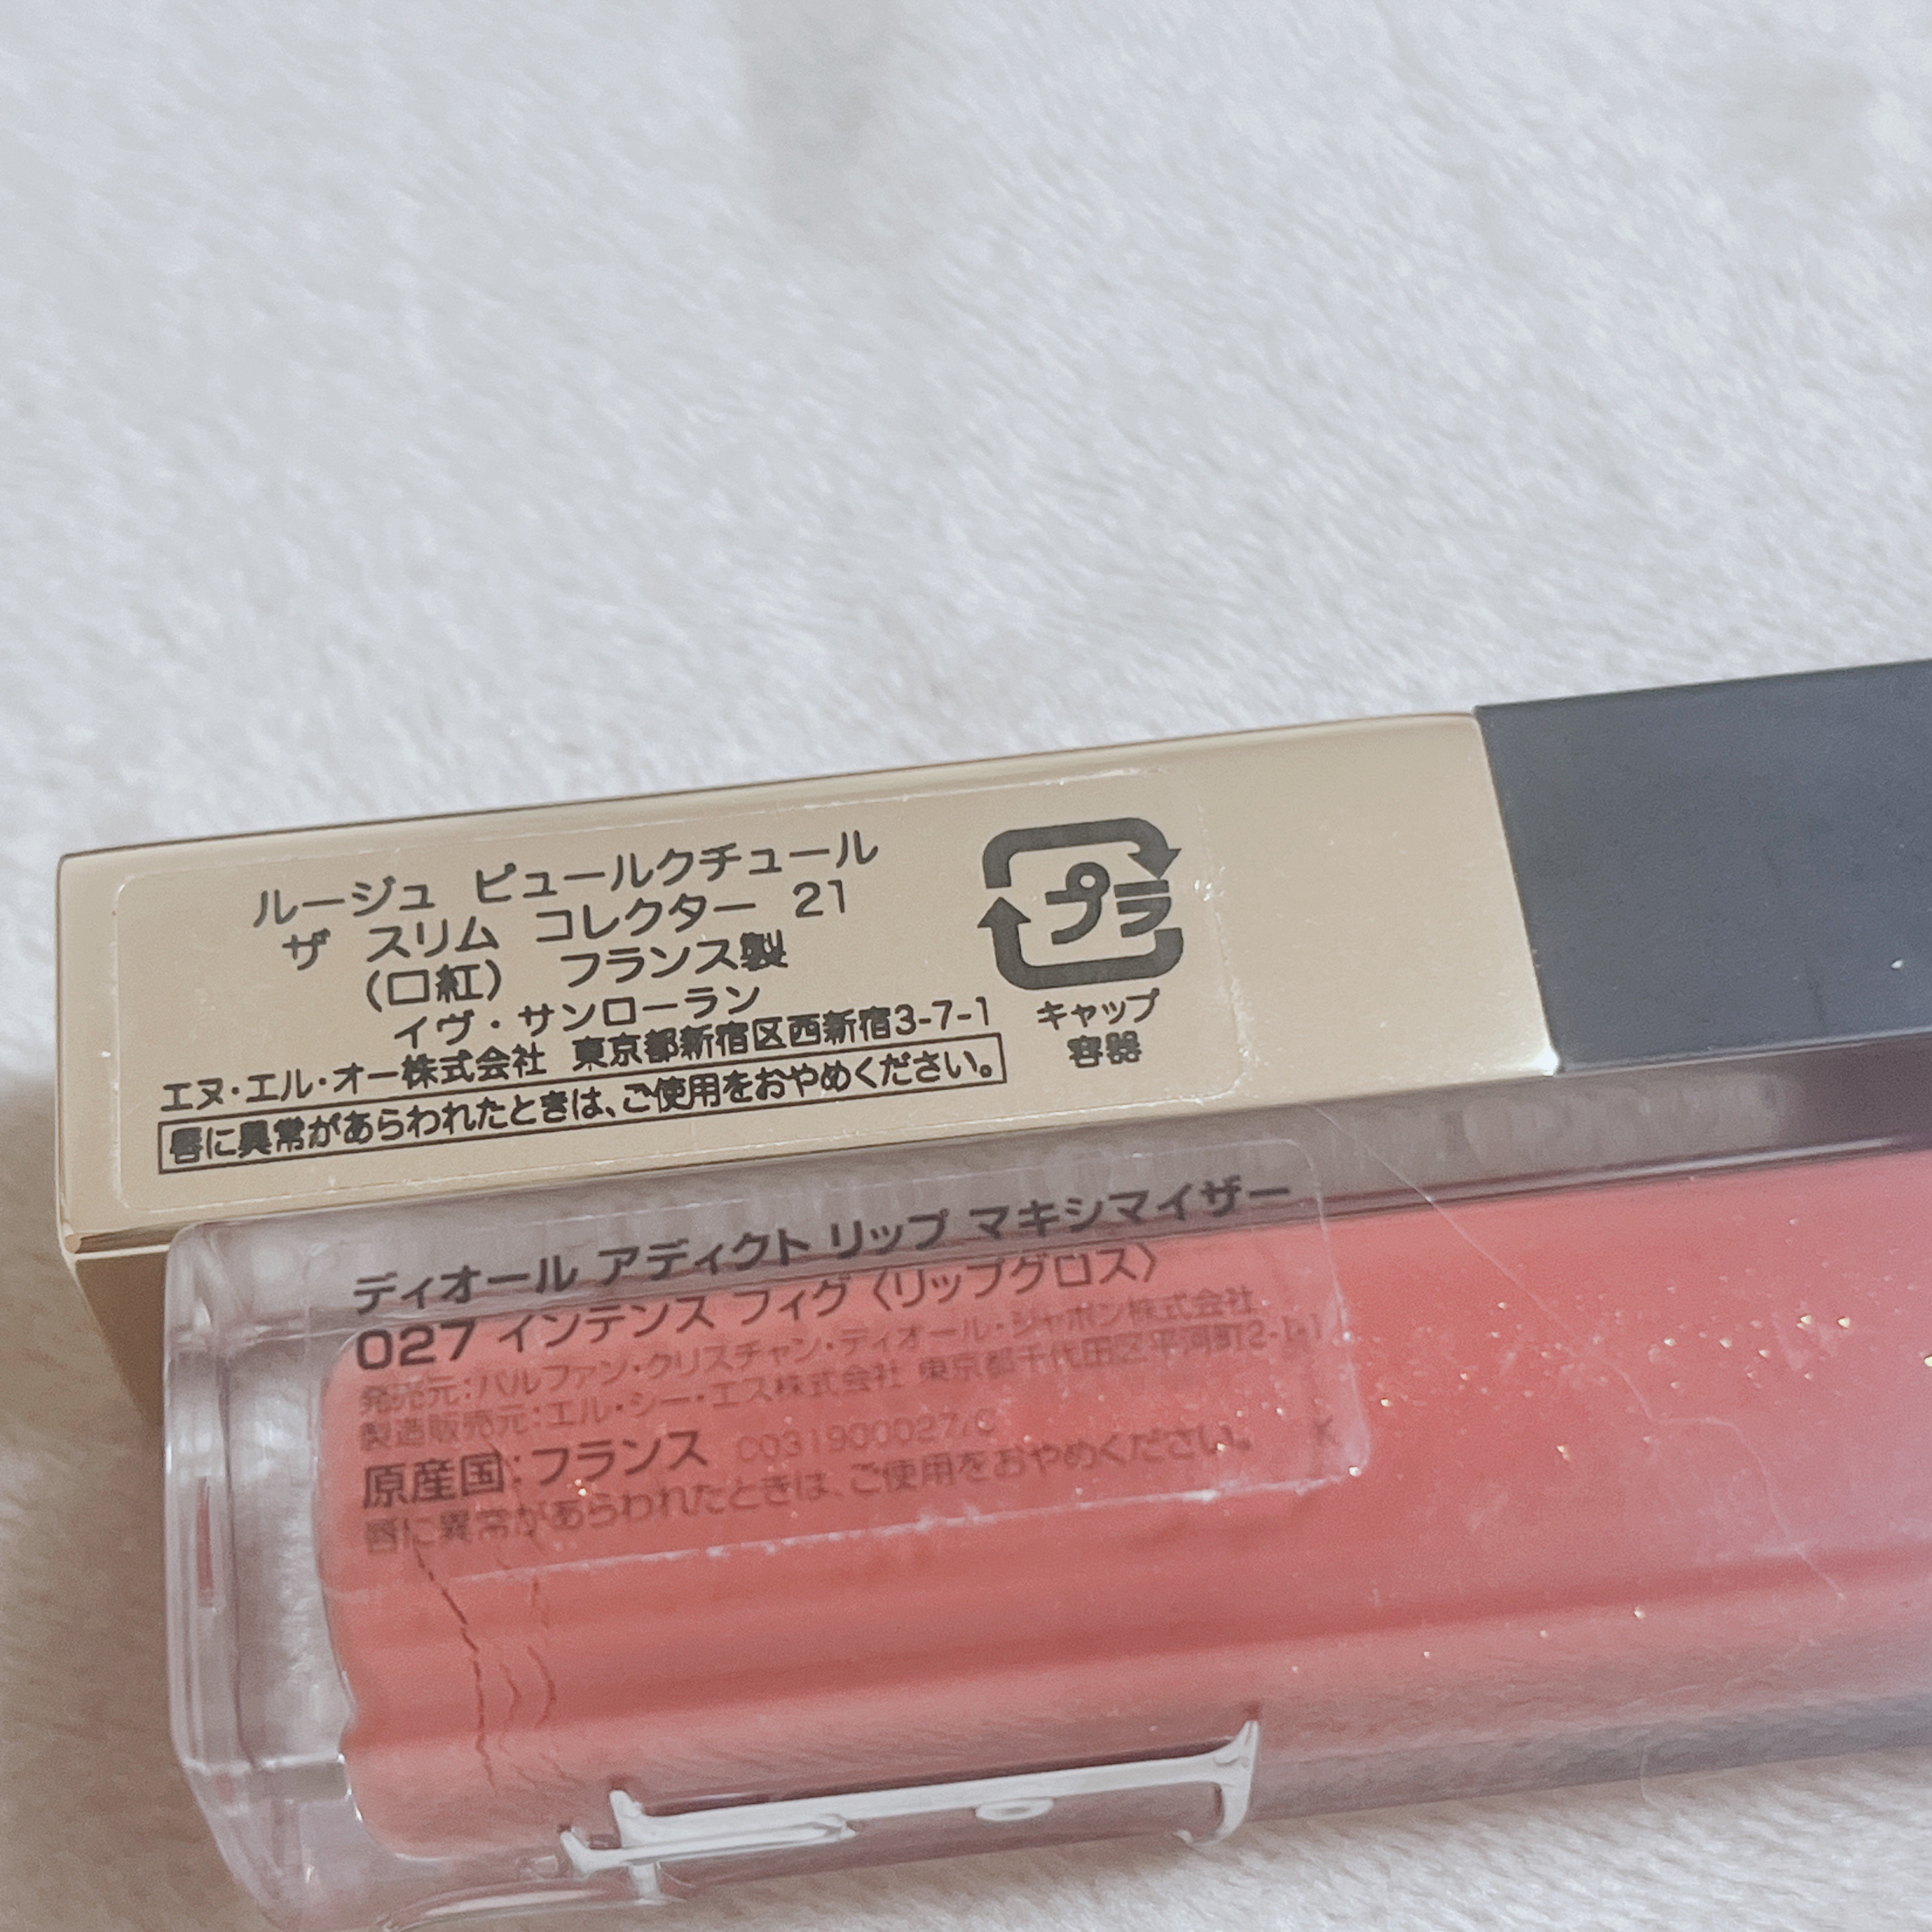 ルージュ ピュールクチュール
ザ スリム コレクター 21
(口紅) フランス製
イヴ・サンローラン
エヌ・エル・オー株式会社 東京都新宿区西新宿3-7-1
唇に異常があらわれたときは、ご使用をおやめください。
プラ
キャップ
容器
ディオール アディクト リップ マキシマイザー
027 インテンス フィグ〈リップグロス〉
発売元:パルファン・クリスチャン・ディオール・ジャポン株式会社
製造販売元:エル・シー・エス株式会社 東京都千代田区平河町2-1-1
原産国:フランス C031900027/C
唇に異常があらわれたときは、ご使用をおやめください。 K